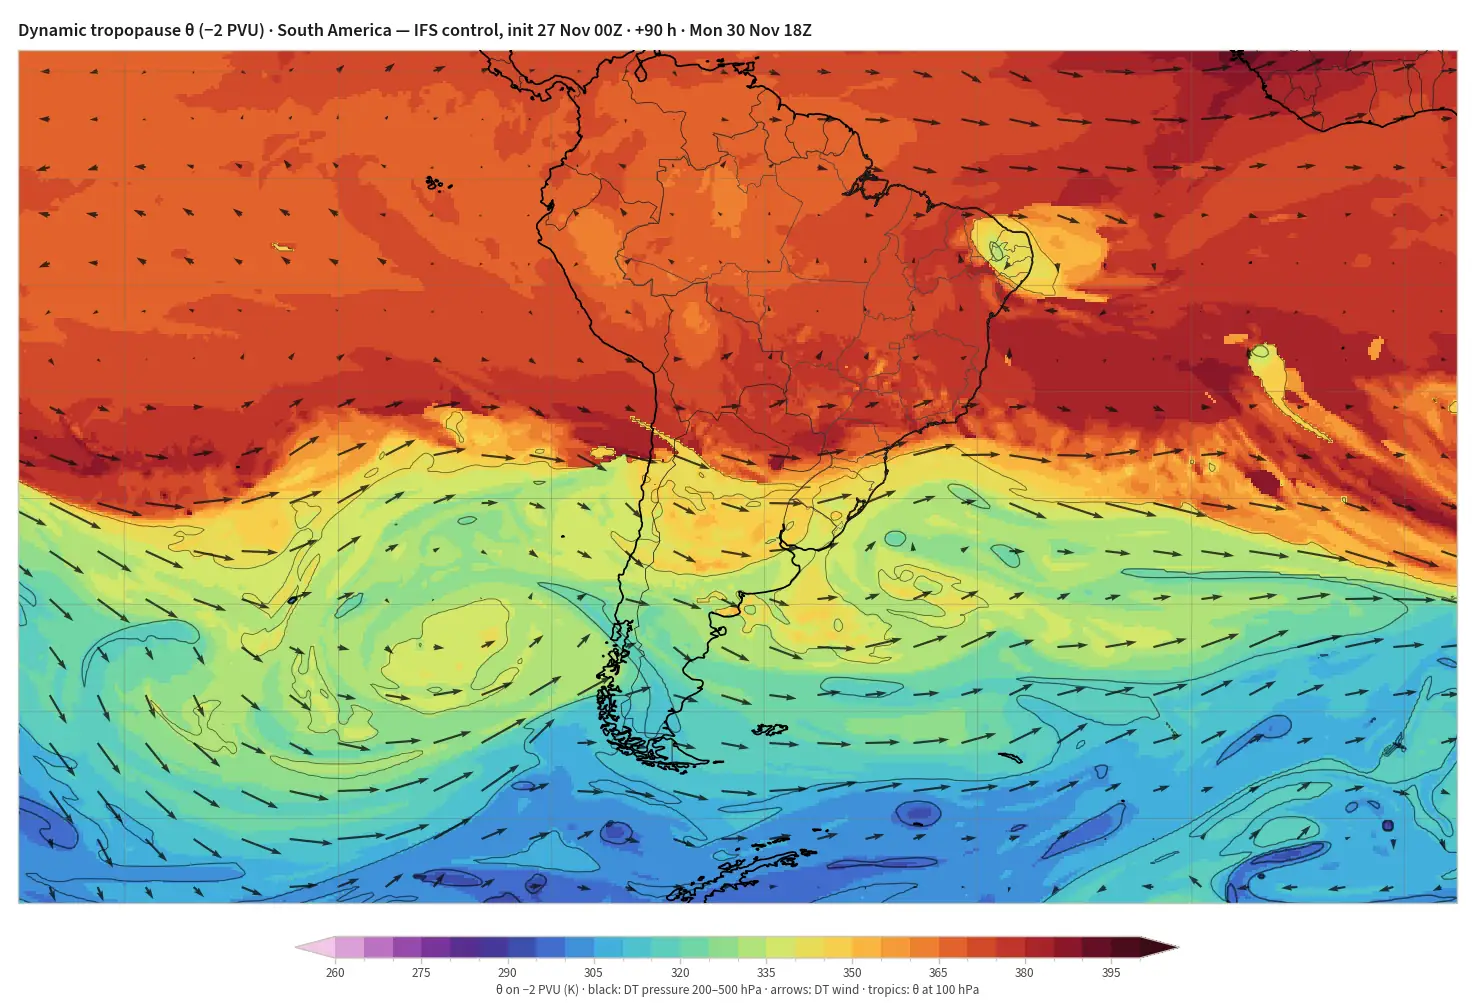 Dynamic tropopause θ (−2 PVU) · South America — IFS control, init 27 Nov 00Z · +90 h · Mon 30 Nov 18Z
260 275 290 305 320 335 350 365 380 395
θ on −2 PVU (K) · black: DT pressure 200–500 hPa · arrows: DT wind · tropics: θ at 100 hPa